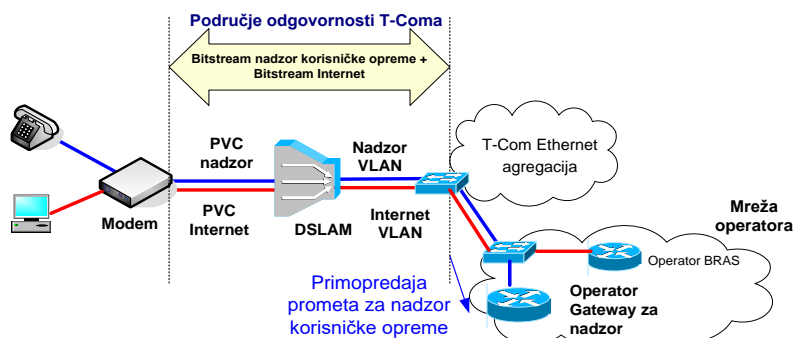 Područje odgovornosti T-Coma
Bitstream nadzor korisničke opreme +
Bitstream Internet
PVC
nadzor
Nadzor
VLAN
T-Com Ethernet
agregacija
Modem
PVC
Internet
DSLAM
Internet
VLAN
Mreža
operatora
Operator BRAS
Primopredaja
prometa za nadzor
korisničke opreme
Operator
Gateway za
nadzor